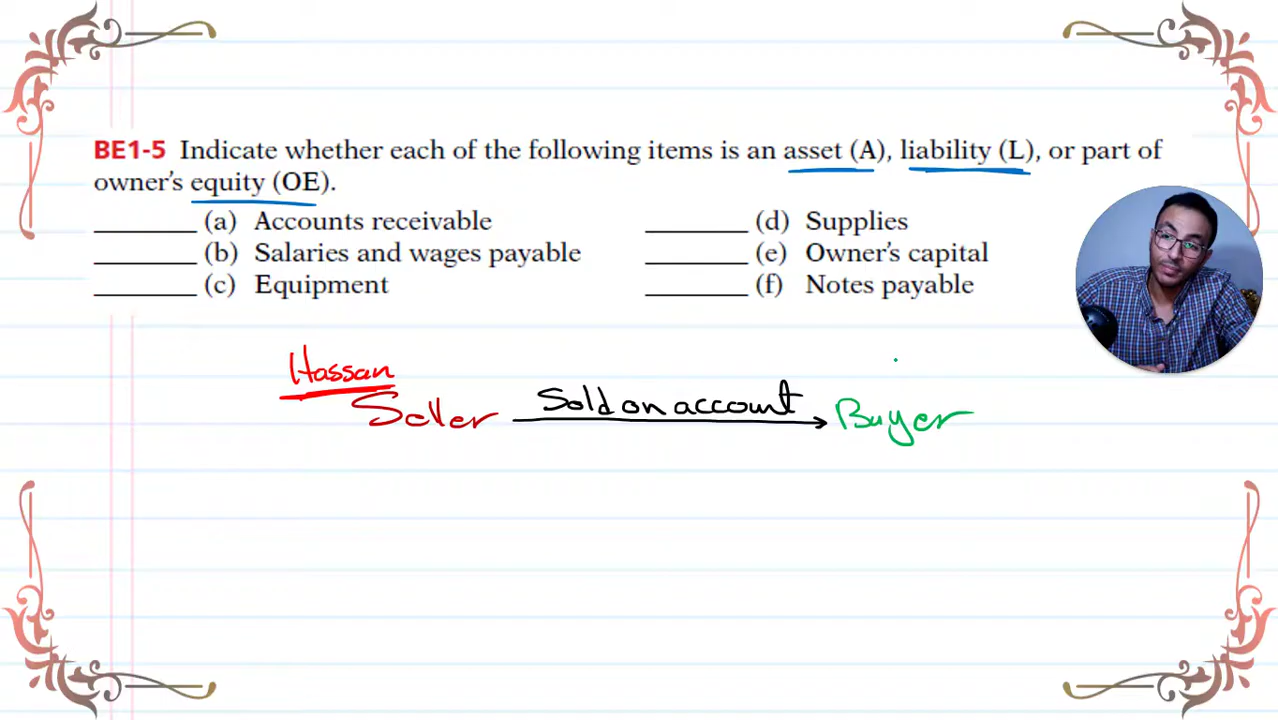 BE1-5 Indicate whether each of the following items is an asset (A), liability (L), or part of
owner's equity (OE).
________ (a) Accounts receivable
________ (b) Salaries and wages payable
________ (c) Equipment
________ (d) Supplies
________ (e) Owner's capital
________ (f) Notes payable
Hassan
Seller
Sold on account
Buyer